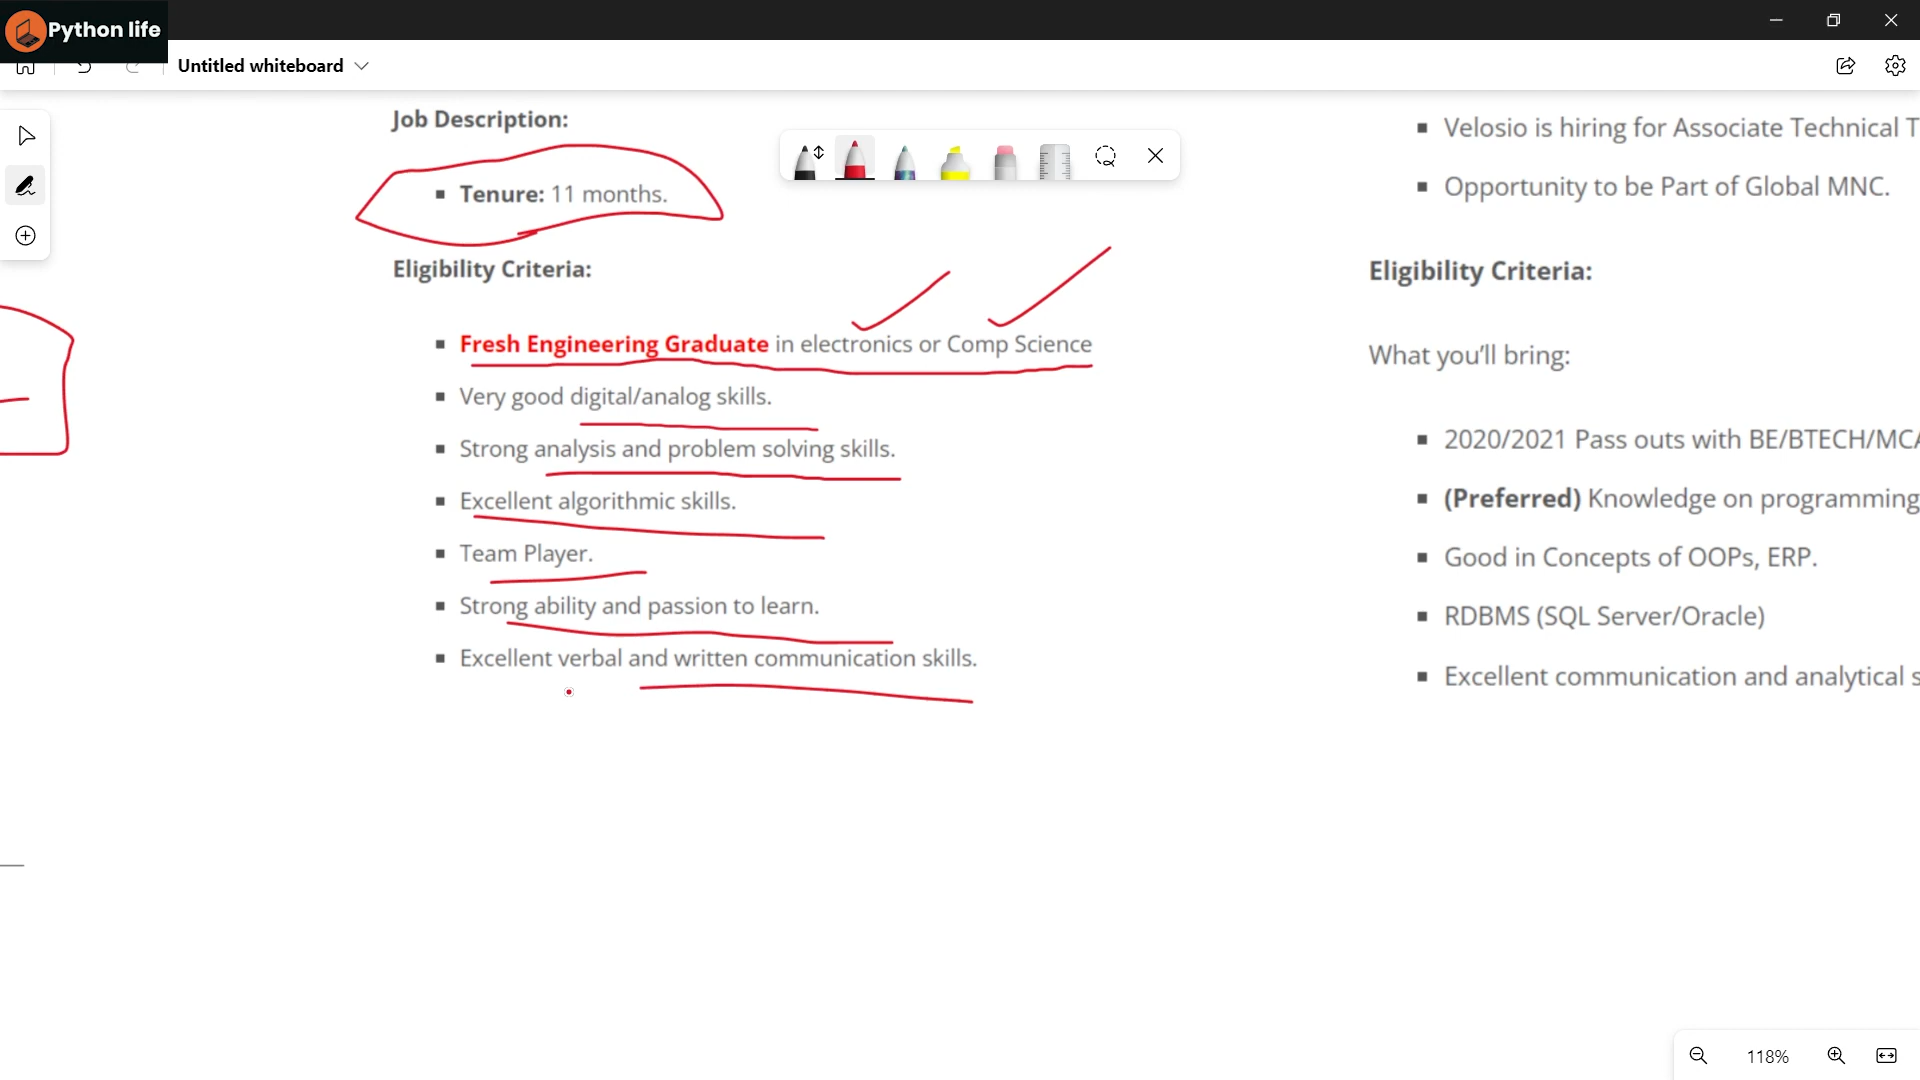 Python life
Untitled whiteboard
Job Description:
Tenure: 11 months.
Eligibility Criteria:
Fresh Engineering Graduate in electronics or Comp Science
Very good digital/analog skills.
Strong analysis and problem solving skills.
Excellent algorithmic skills.
Team Player.
Strong ability and passion to learn.
Excellent verbal and written communication skills.
Velosio is hiring for Associate Technical T
Opportunity to be Part of Global MNC.
Eligibility Criteria:
What you'll bring:
2020/2021 Pass outs with BE/BTECH/MCA
(Preferred) Knowledge on programming
Good in Concepts of OOPs, ERP.
RDBMS (SQL Server/Oracle)
Excellent communication and analytical s
118%